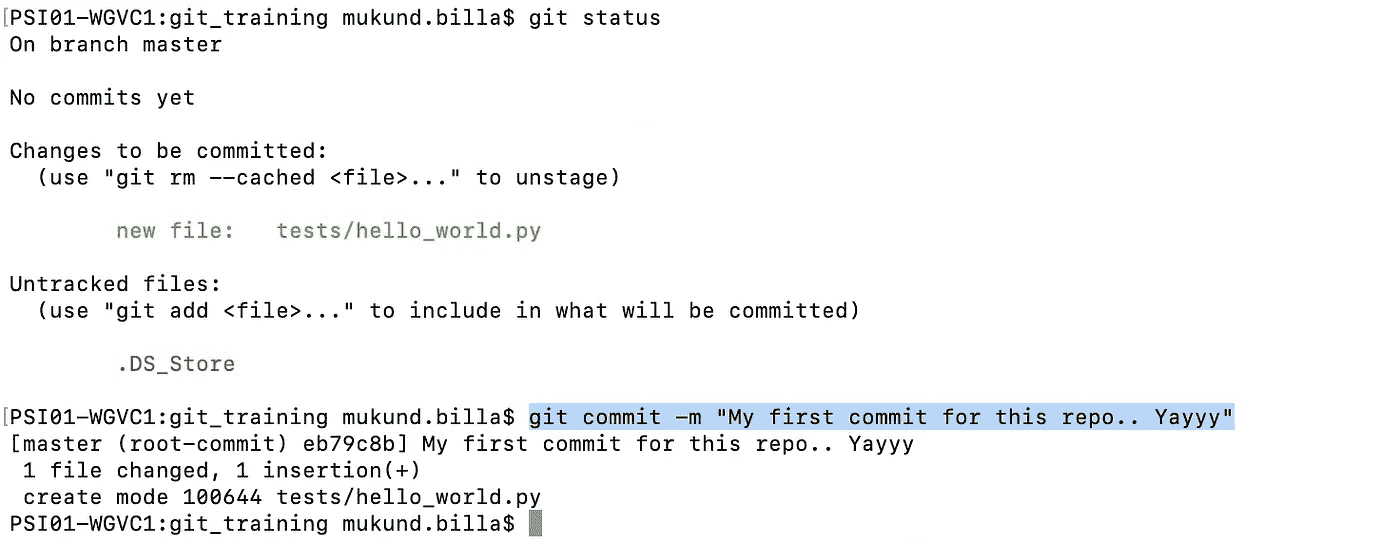 [PSI01-WGVC1:git_training mukund.billa$ git status
On branch master
No commits yet
Changes to be committed:
(use "git rm --cached <file>..." to unstage)
new file: tests/hello_world.py
Untracked files:
(use "git add <file>..." to include in what will be committed)
.DS_Store
[PSI01-WGVC1:git_training mukund.billa$ git commit -m "My first commit for this repo.. Yayyy"
[master (root-commit) eb79c8b] My first commit for this repo.. Yayyy
1 file changed, 1 insertion(+)
create mode 100644 tests/hello_world.py
PSI01-WGVC1:git_training mukund.billa$